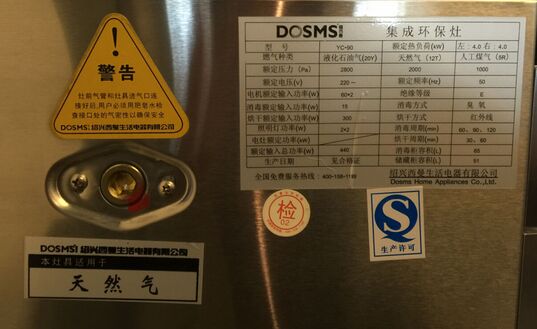 !
警告
灶前气管和灶具进气口连
接好后,用户必须用肥皂水检
查接口处的气密性以确保安全
DOSMSI 绍兴西曼生活电器有限公司
DOSMSI 绍兴西曼生活电器有限公司
本灶具适用于
天然气
DOSMSI 集成环保灶
型号 YC-90 额定热负荷(kW) 左:4.0 右:4.0
燃气种类 液化石油气(20Y) 天然气(12T) 人工煤气(5R)
额定压力(Pa) 2800 2000 1000
额定电压(V) 220 额定频率(Hz) 50
电机额定输入功率(W) 60×2 绝缘等级 E
消毒额定输入功率(W) 15 消毒方式 臭氧
烘干额定输入功率(W) 300 烘干方式 红外线
照明灯功率(W) 2×2 消毒周期(min) 60、90、120
电灶额定功率(W) 烘干周期(min) 30、60
额定输入总功率(W) 440 消毒柜容积(L) 65
生产日期 见合格证 储藏柜容积(L) 51
全国免费服务热线:400-158-1199
绍兴西曼生活电器有限公司
Dosms Home Appliances Co.,Ltd.
检
02
QS
生产许可